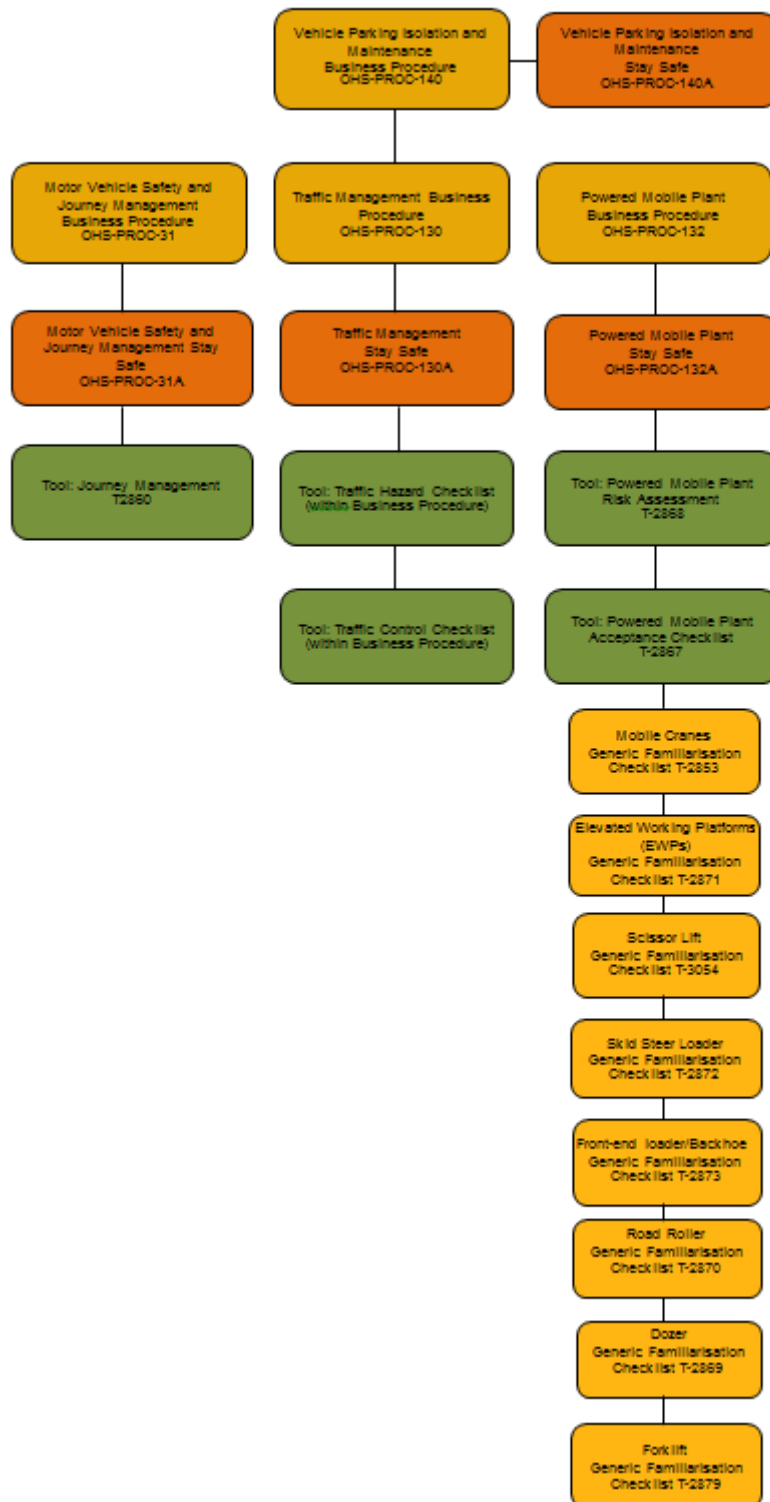 Vehicle Parking Isolation and
Maintenance
Business Procedure
OHS-PROC-140
Vehicle Parking Isolation and
Maintenance
Stay Safe
OHS-PROC-140A
Motor Vehicle Safety and
Journey Management
Business Procedure
OHS-PROC-31
Traffic Management Business
Procedure
OHS-PROC-130
Powered Mobile Plant
Business Procedure
OHS-PROC-132
Motor Vehicle Safety and
Journey Management Stay
Safe
OHS-PROC-31A
Traffic Management
Stay Safe
OHS-PROC-130A
Powered Mobile Plant
Stay Safe
OHS-PROC-132A
Tool: Journey Management
T2860
Tool: Traffic Hazard Checklist
(within Business Procedure)
Tool: Powered Mobile Plant
Risk Assessment
T-2868
Tool: Traffic Control Checklist
(within Business Procedure)
Tool: Powered Mobile Plant
Acceptance Checklist
T-2867
Mobile Cranes
Generic Familiarisation
Checklist T-2853
Elevated Working Platforms
(EWPs)
Generic Familiarisation
Checklist T-2871
Scissor Lift
Generic Familiarisation
Checklist T-3054
Skid Steer Loader
Generic Familiarisation
Checklist T-2872
Front-end loader/Backhoe
Generic Familiarisation
Checklist T-2873
Road Roller
Generic Familiarisation
Checklist T-2870
Dozer
Generic Familiarisation
Checklist T-2869
Forklift
Generic Familiarisation
Checklist T-2879